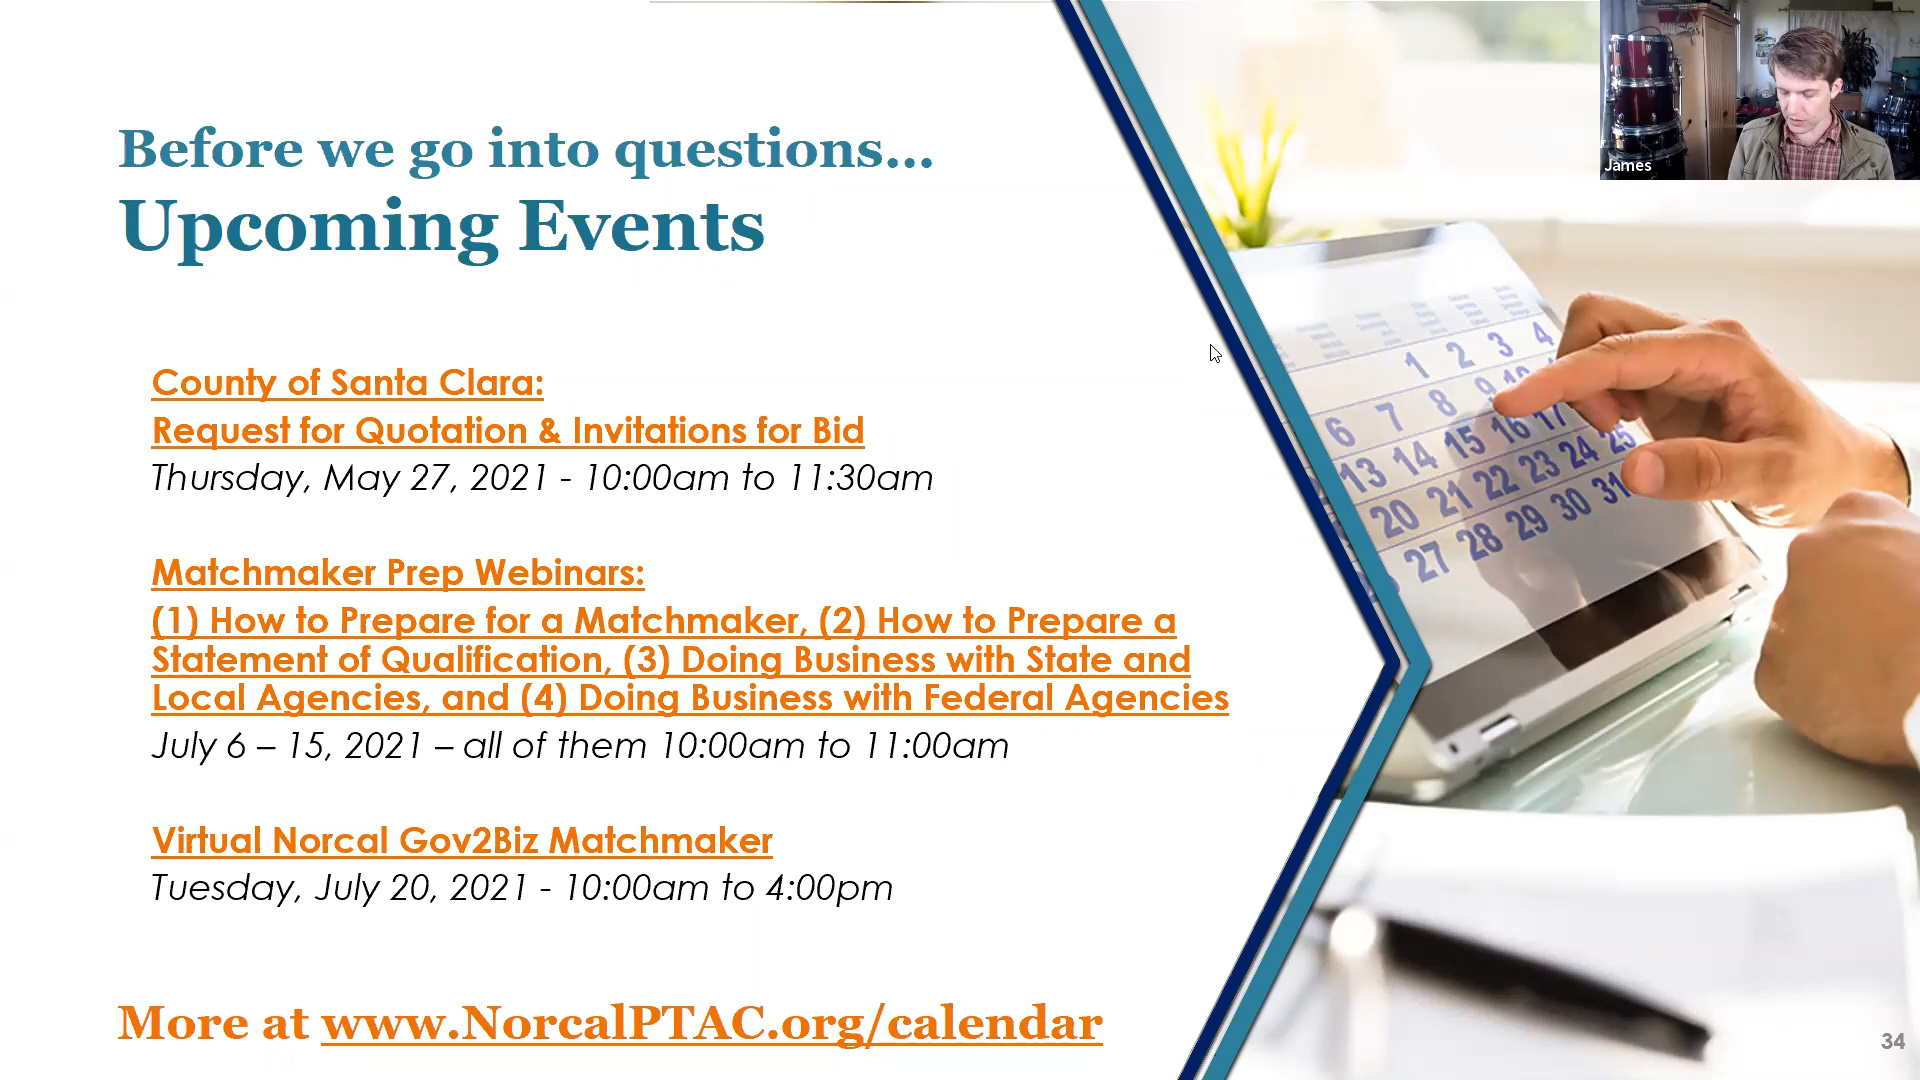 Before we go into questions...
Upcoming Events
James
County of Santa Clara:
Request for Quotation & Invitations for Bid
Thursday, May 27, 2021 - 10:00am to 11:30am
Matchmaker Prep Webinars:
(1) How to Prepare for a Matchmaker, (2) How to Prepare a
Statement of Qualification, (3) Doing Business with State and
Local Agencies, and (4) Doing Business with Federal Agencies
July 6 – 15, 2021 – all of them 10:00am to 11:00am
Virtual Norcal Gov2Biz Matchmaker
Tuesday, July 20, 2021 - 10:00am to 4:00pm
More at www.NorcalPTAC.org/calendar
1 2 3 4
6 7 8 9 10
13 14 15 16 17
20 21 22 23 24 25
27 28 29 30 31
34